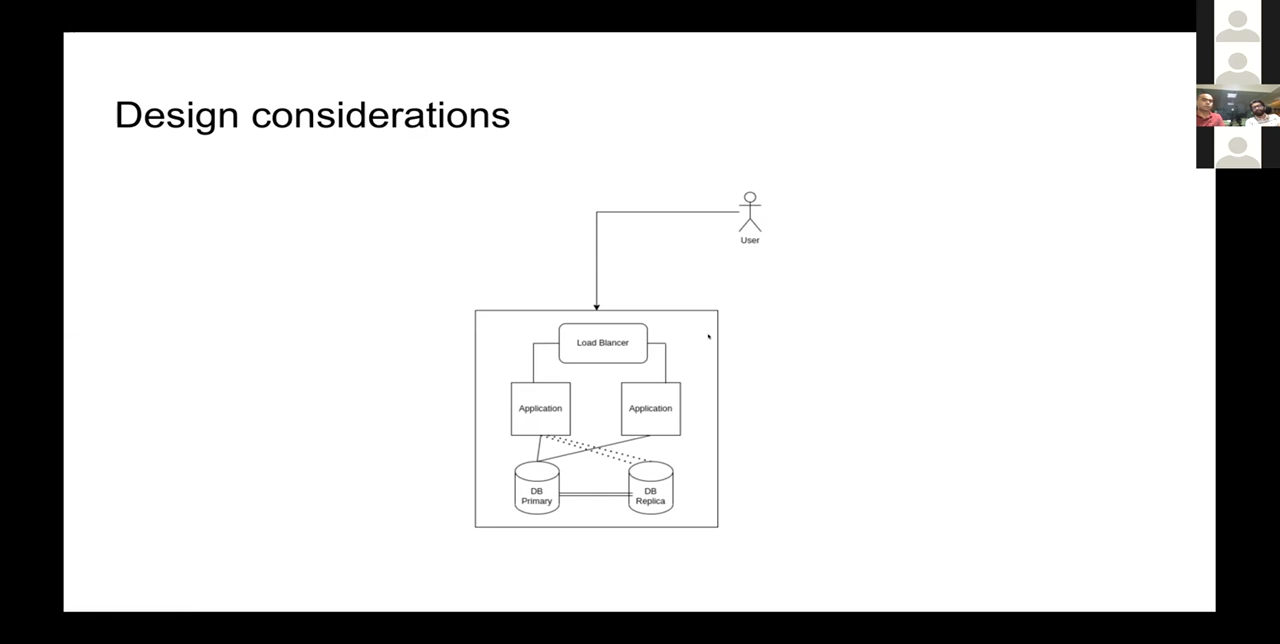 Design considerations
User
Load Blancer
Application
Application
DB
Primary
DB
Replica